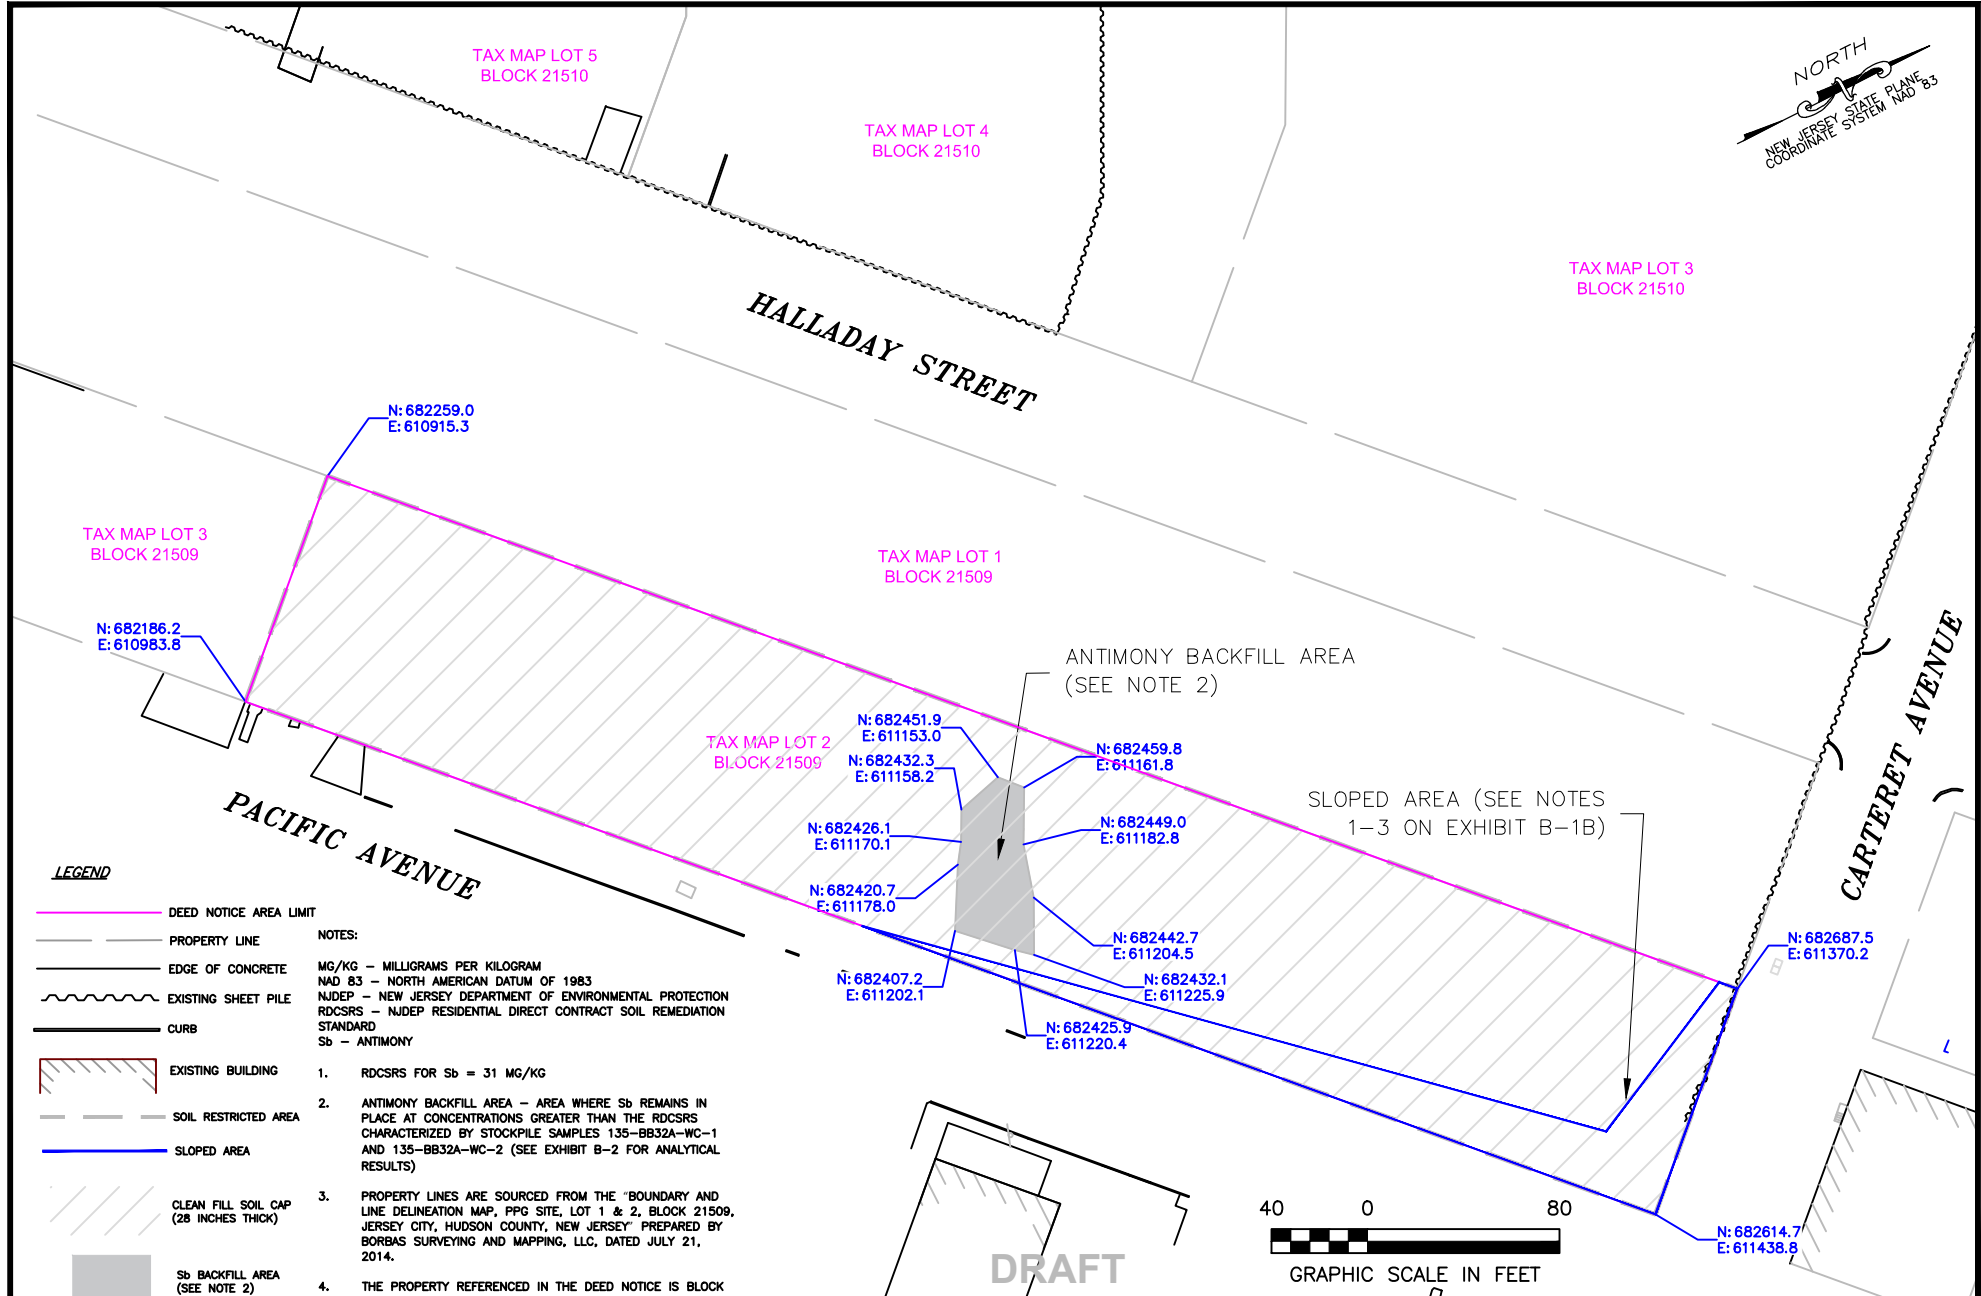 TAX MAP LOT 5
BLOCK 21510
TAX MAP LOT 4
BLOCK 21510
NORTH
NEW JERSEY STATE PLANE
COORDINATE SYSTEM NAD 83
TAX MAP LOT 3
BLOCK 21510
HALLADAY STREET
N: 682259.0
E: 610915.3
TAX MAP LOT 3
BLOCK 21509
TAX MAP LOT 1
BLOCK 21509
N: 682186.2
E: 610983.8
ANTIMONY BACKFILL AREA
(SEE NOTE 2)
CARTERET AVENUE
TAX MAP LOT 2
BLOCK 21509
N: 682451.9
E: 611153.0
N: 682459.8
E: 611161.8
N: 682432.3
E: 611158.2
SLOPED AREA (SEE NOTES
1-3 ON EXHIBIT B-1B)
PACIFIC AVENUE
N: 682426.1
E: 611170.1
N: 682449.0
E: 611182.8
N: 682420.7
E: 611178.0
N: 682442.7
E: 611204.5
N: 682687.5
E: 611370.2
N: 682407.2
E: 611202.1
N: 682432.1
E: 611225.9
N: 682425.9
E: 611220.4
N: 682614.7
E: 611438.8
L
LEGEND
DEED NOTICE AREA LIMIT
PROPERTY LINE
EDGE OF CONCRETE
EXISTING SHEET PILE
CURB
EXISTING BUILDING
SOIL RESTRICTED AREA
SLOPED AREA
CLEAN FILL SOIL CAP
(28 INCHES THICK)
Sb BACKFILL AREA
(SEE NOTE 2)
NOTES:
MG/KG - MILLIGRAMS PER KILOGRAM
NAD 83 - NORTH AMERICAN DATUM OF 1983
NJDEP - NEW JERSEY DEPARTMENT OF ENVIRONMENTAL PROTECTION
RDCSRS - NJDEP RESIDENTIAL DIRECT CONTRACT SOIL REMEDIATION
STANDARD
Sb - ANTIMONY
1. RDCSRS FOR Sb = 31 MG/KG
2. ANTIMONY BACKFILL AREA - AREA WHERE Sb REMAINS IN
PLACE AT CONCENTRATIONS GREATER THAN THE RDCSRS
CHARACTERIZED BY STOCKPILE SAMPLES 135-BB32A-WC-1
AND 135-BB32A-WC-2 (SEE EXHIBIT B-2 FOR ANALYTICAL
RESULTS)
3. PROPERTY LINES ARE SOURCED FROM THE "BOUNDARY AND
LINE DELINEATION MAP, PPG SITE, LOT 1 & 2, BLOCK 21509,
JERSEY CITY, HUDSON COUNTY, NEW JERSEY" PREPARED BY
BORBAS SURVEYING AND MAPPING, LLC, DATED JULY 21,
2014.
4. THE PROPERTY REFERENCED IN THE DEED NOTICE IS BLOCK
DRAFT
40 0 80
GRAPHIC SCALE IN FEET